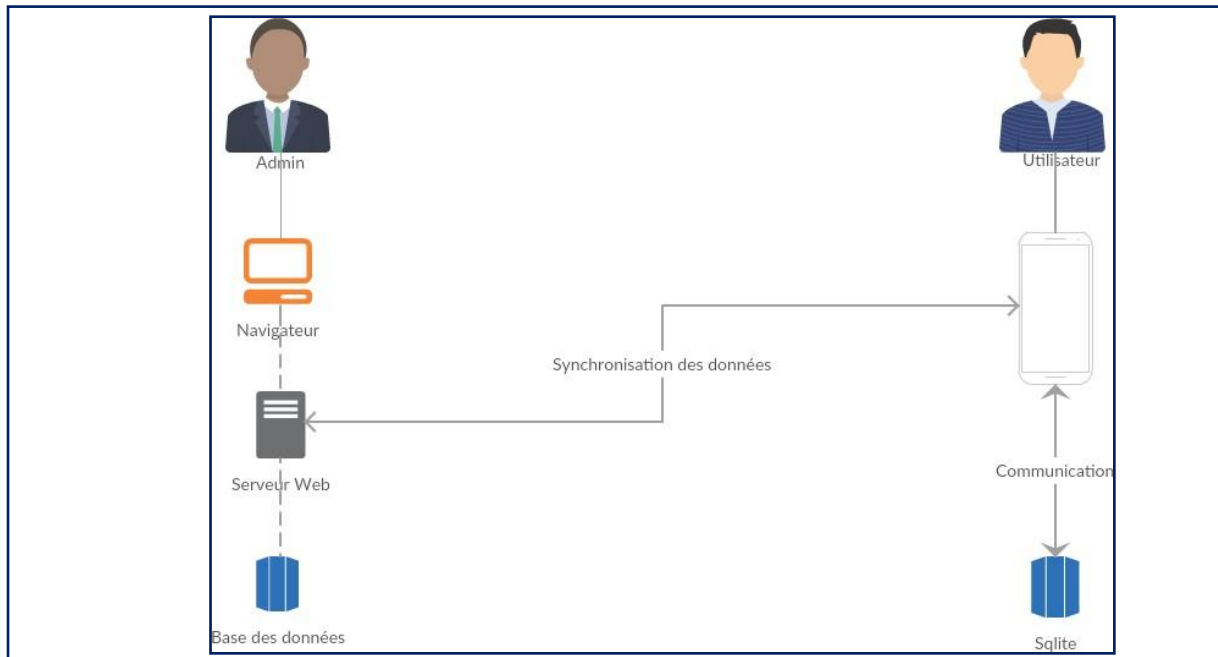 Admin
Utilisateur
Navigateur
Synchronisation des données
Serveur Web
Communication
Base des données
Sqlite